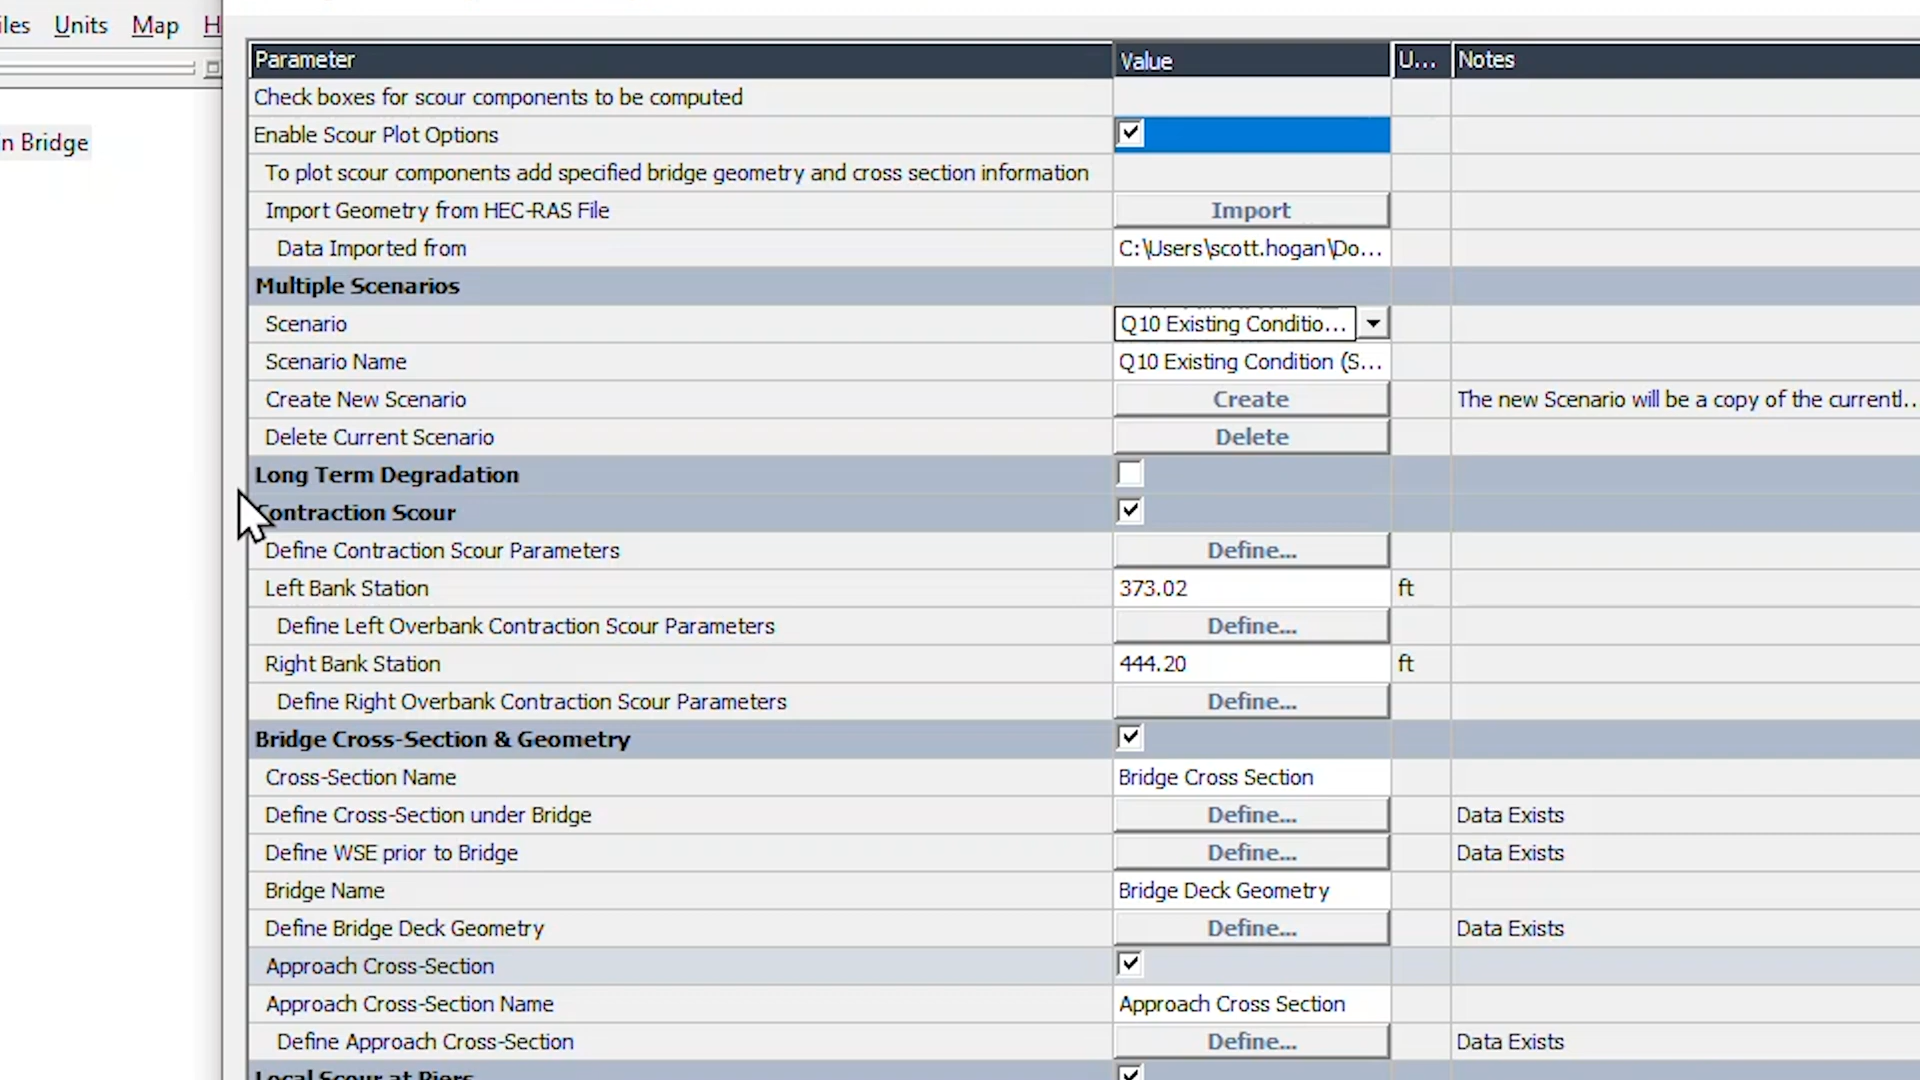 iles Units Map H
n Bridge
Parameter Value U... Notes
Check boxes for scour components to be computed
Enable Scour Plot Options
To plot scour components add specified bridge geometry and cross section information
Import Geometry from HEC-RAS File Import
Data Imported from C:\Users\scott.hogan\Do...
Multiple Scenarios
Scenario Q10 Existing Conditio...
Scenario Name Q10 Existing Condition (S...
Create New Scenario Create The new Scenario will be a copy of the currentl...
Delete Current Scenario Delete
Long Term Degradation
Contraction Scour
Define Contraction Scour Parameters Define...
Left Bank Station 373.02 ft
Define Left Overbank Contraction Scour Parameters Define...
Right Bank Station 444.20 ft
Define Right Overbank Contraction Scour Parameters Define...
Bridge Cross-Section & Geometry
Cross-Section Name Bridge Cross Section
Define Cross-Section under Bridge Define... Data Exists
Define WSE prior to Bridge Define... Data Exists
Bridge Name Bridge Deck Geometry
Define Bridge Deck Geometry Define... Data Exists
Approach Cross-Section
Approach Cross-Section Name Approach Cross Section
Define Approach Cross-Section Define... Data Exists
Local Scour at Piers